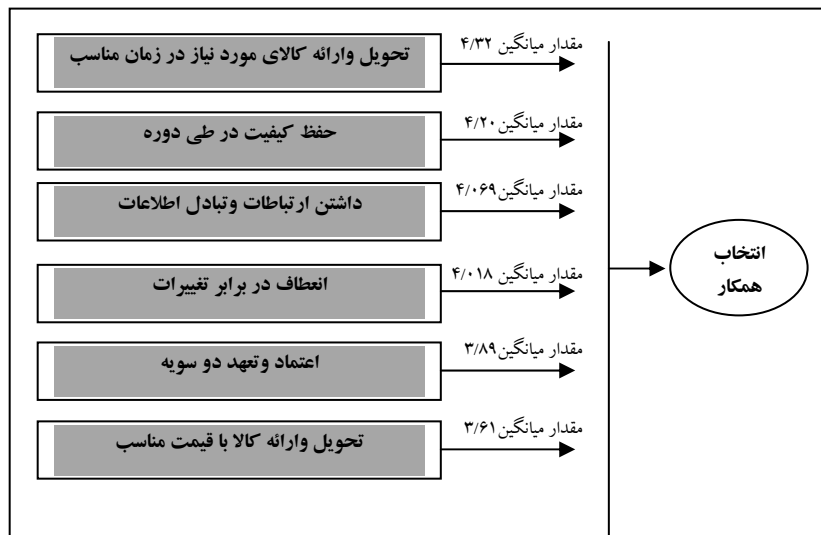 تحویل وارائه کالای مورد نیاز در زمان مناسب
مقدار میانگین ۴/۳۲
حفظ کیفیت در طی دوره
مقدار میانگین ۴/۲۰
داشتن ارتباطات وتبادل اطلاعات
مقدار میانگین ۴/۰۶۹
انعطاف در برابر تغییرات
مقدار میانگین ۴/۰۱۸
اعتماد وتعهد دو سویه
مقدار میانگین ۳/۸۹
تحویل وارائه کالا با قیمت مناسب
مقدار میانگین ۳/۶۱
انتخاب
همکار